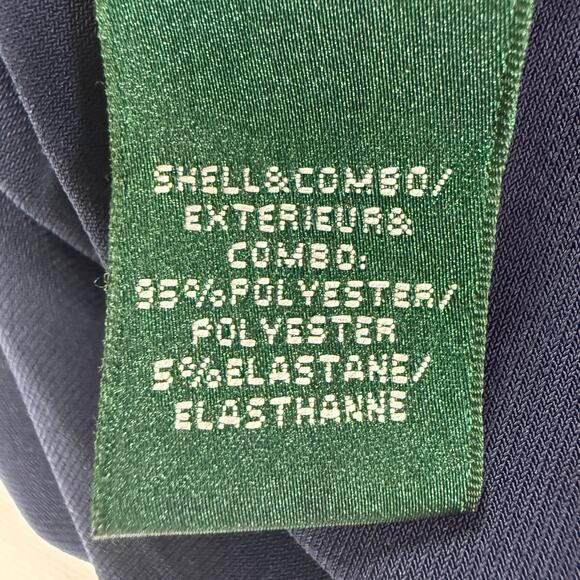 SHELL&COMBO/
EXTERIEUR&
COMBO:
95%POLYESTER/
POLYESTER
5%ELASTANE/
ELASTHANNE